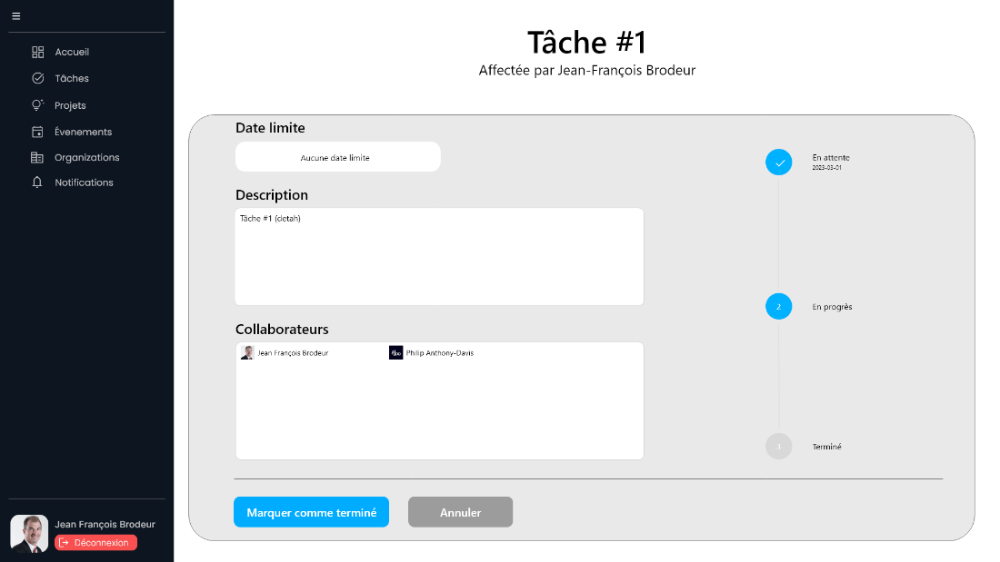 Accueil
Tâches
Projets
Évenements
Organizations
Notifications
Jean François Brodeur
Déconnexion
Tâche #1
Affectée par Jean-François Brodeur
Date limite
Aucune date limite
Description
Tâche #1 (detah)
Collaborateurs
Jean François Brodeur
Philip Anthony-Davis
En attente
2023-03-01
2
En progrès
3
Terminé
Marquer comme terminé
Annuler